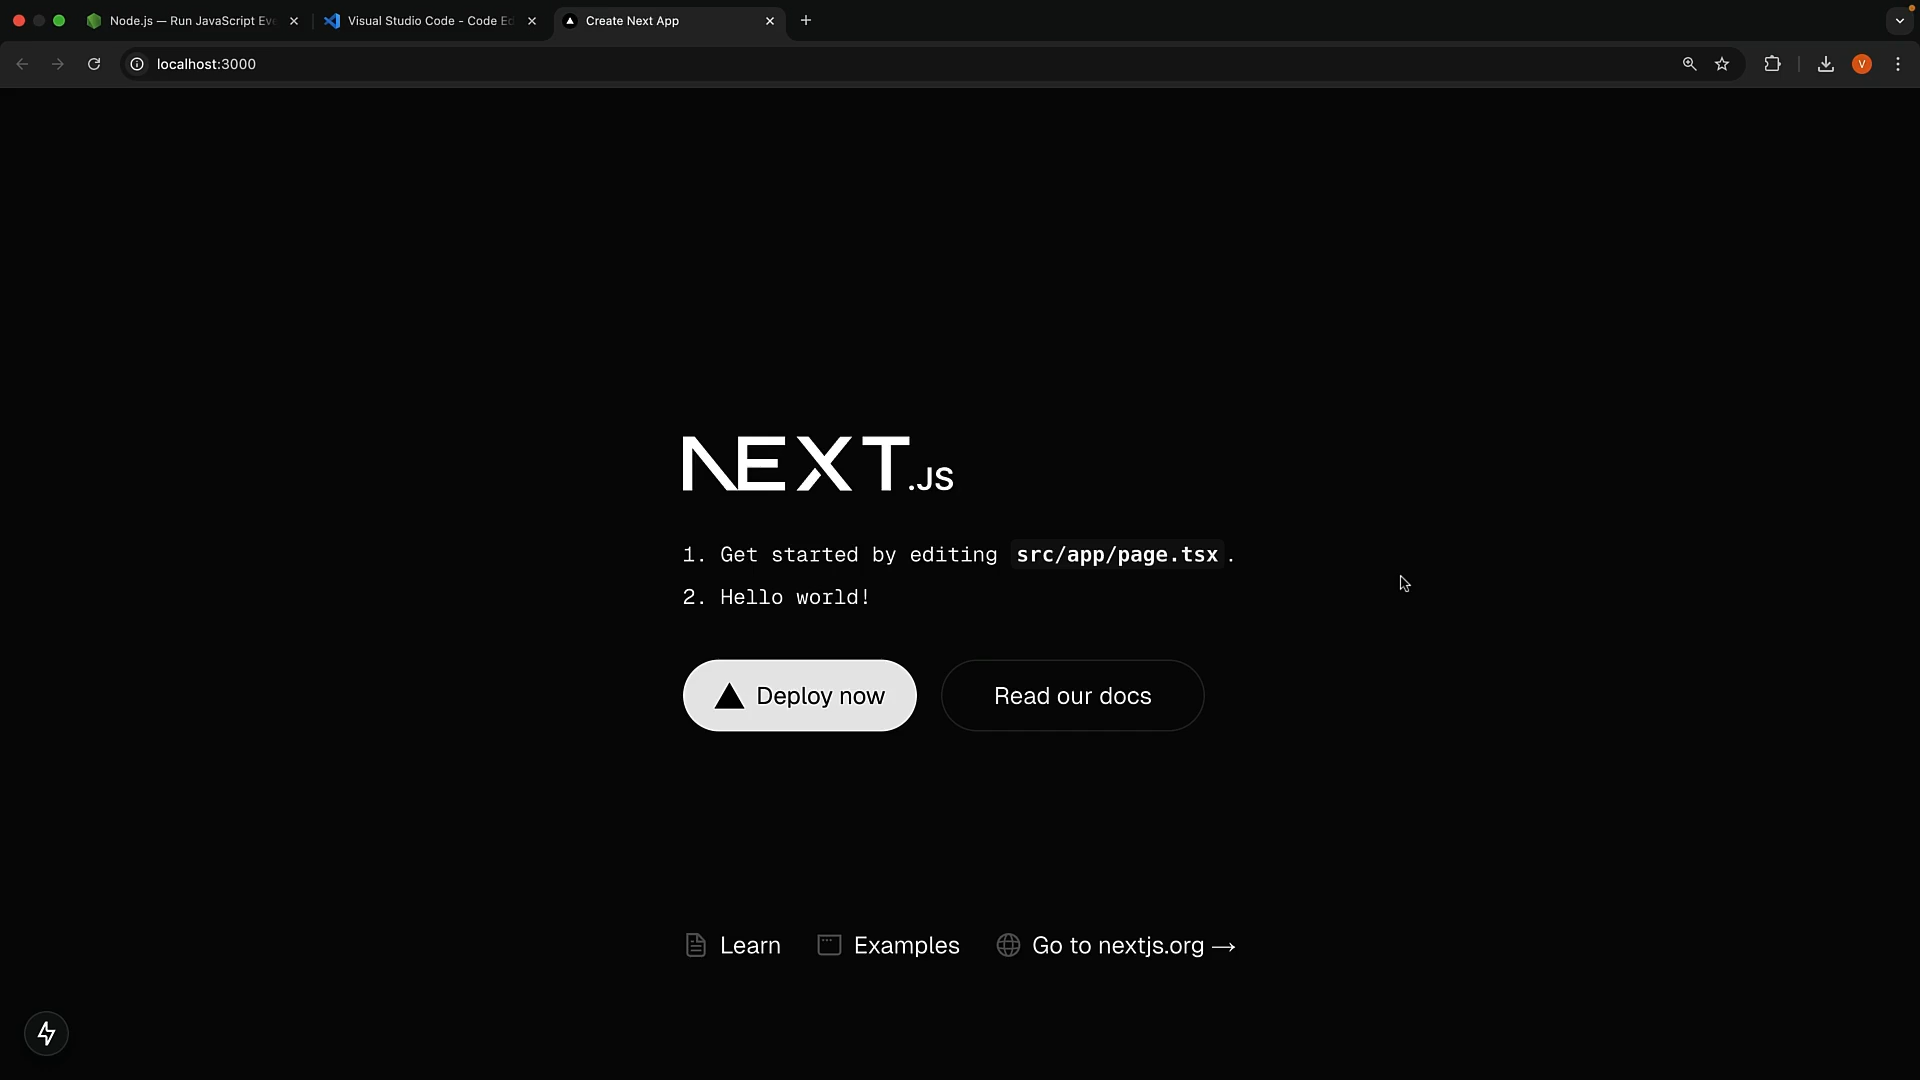 Node.js — Run JavaScript Eve
Visual Studio Code - Code Ed
Create Next App
localhost:3000
V
NEXT.JS
1. Get started by editing src/app/page.tsx.
2. Hello world!
Deploy now
Read our docs
Learn
Examples
Go to nextjs.org →